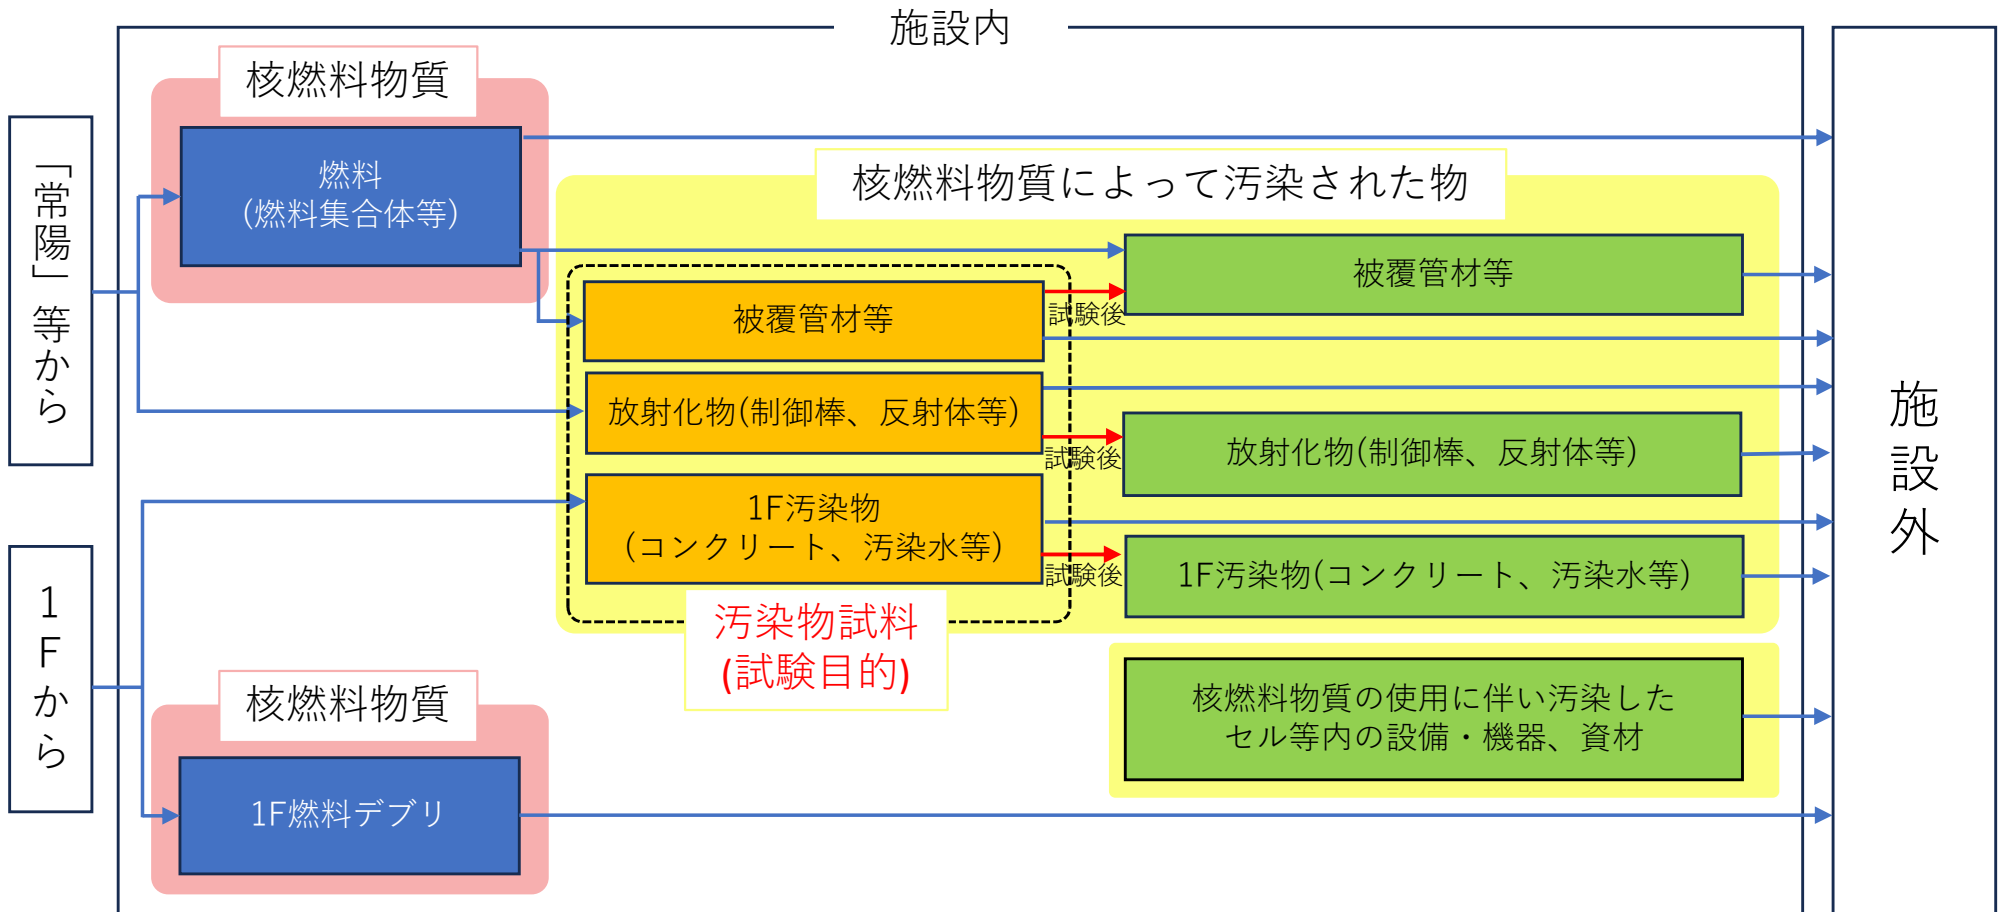 施設内
核燃料物質
「常陽」等から
燃料
(燃料集合体等)
核燃料物質によって汚染された物
被覆管材等
被覆管材等
試験後
放射化物(制御棒、反射体等)
試験後
放射化物(制御棒、反射体等)
1F汚染物
(コンクリート、汚染水等)
試験後
1F汚染物(コンクリート、汚染水等)
汚染物試料
(試験目的)
施設外
1Fから
核燃料物質
1F燃料デブリ
核燃料物質の使用に伴い汚染した
セル等内の設備・機器、資材